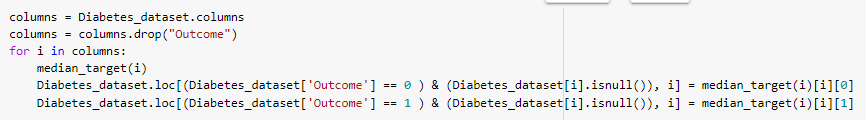 columns = Diabetes_dataset.columns
columns = columns.drop("Outcome")
for i in columns:
    median_target(i)
    Diabetes_dataset.loc[(Diabetes_dataset['Outcome'] == 0 ) & (Diabetes_dataset[i].isnull()), i] = median_target(i)[i][0]
    Diabetes_dataset.loc[(Diabetes_dataset['Outcome'] == 1 ) & (Diabetes_dataset[i].isnull()), i] = median_target(i)[i][1]